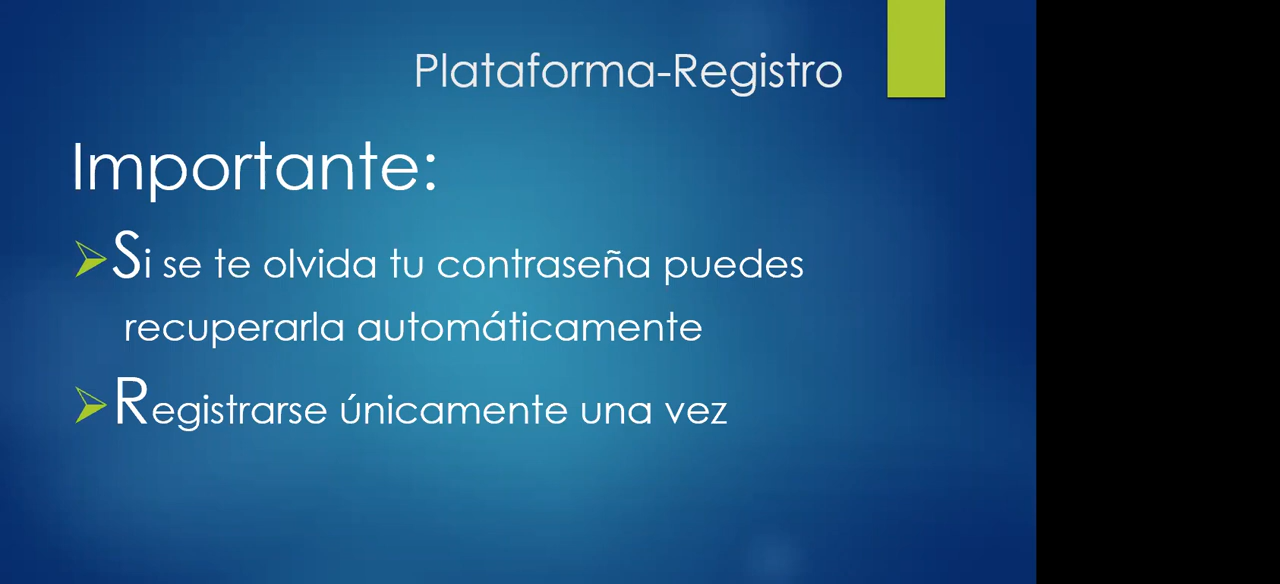 Plataforma-Registro
Importante:
Si se te olvida tu contraseña puedes
recuperarla automáticamente
Registrarse únicamente una vez